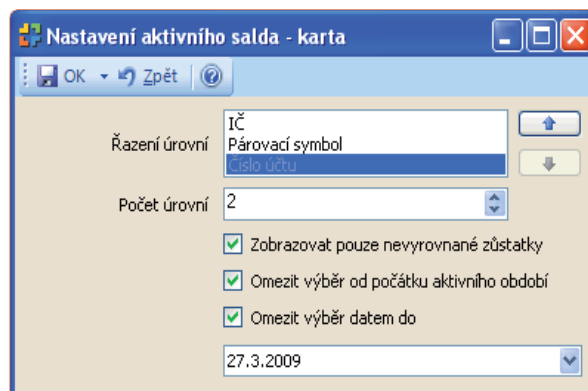 Nastavení aktivního salda - karta
OK Zpět
Řazení úrovní
IČ
Párovací symbol
Číslo účtu
Počet úrovní 2
Zobrazovat pouze nevyrovnané zůstatky
Omezit výběr od počátku aktivního období
Omezit výběr datem do
27.3.2009